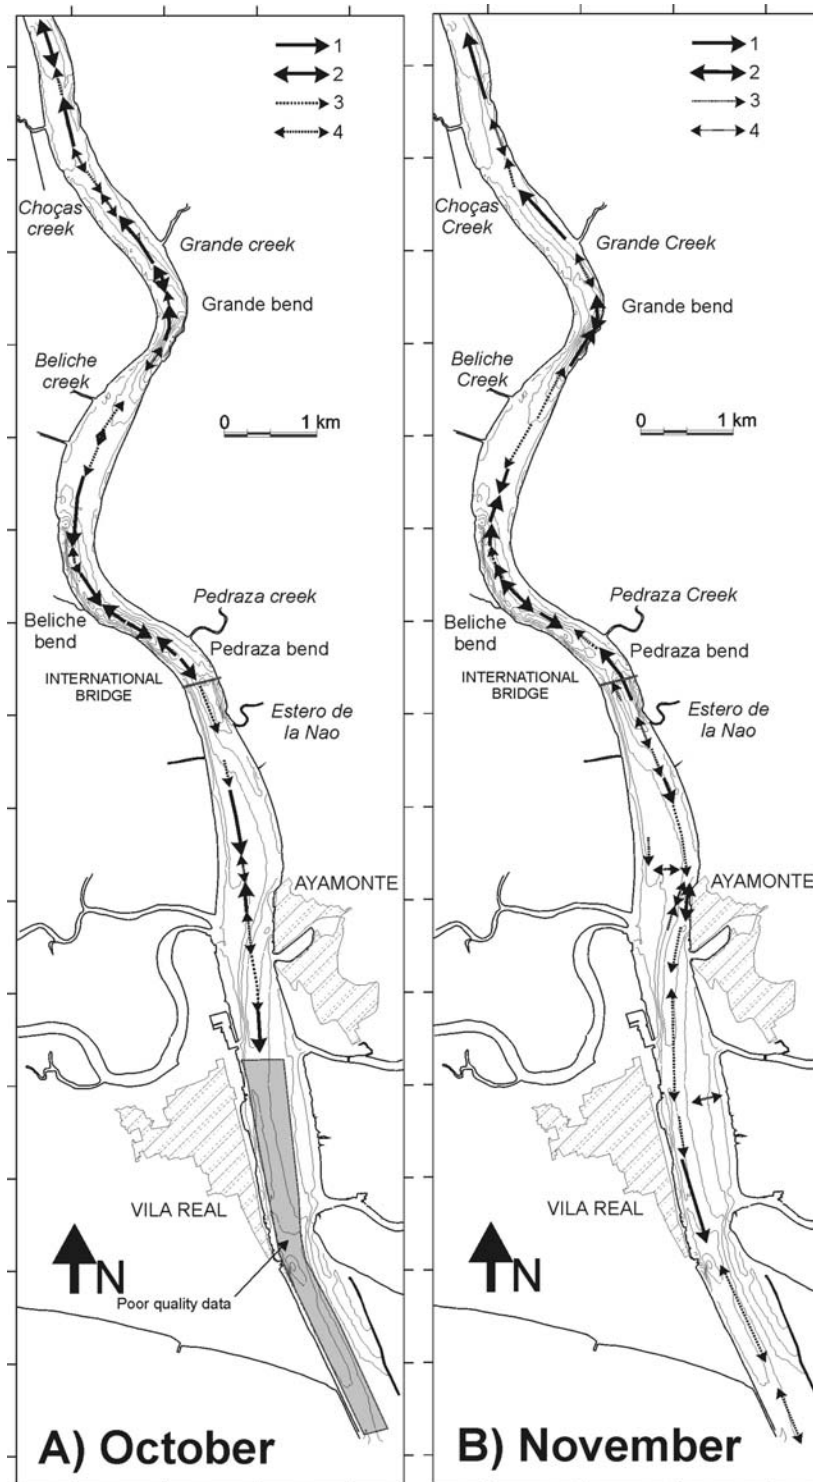 1
2
3
4
Choças
creek
Grande creek
Grande bend
Beliche
creek
0 1 km
Pedraza creek
Beliche
bend
Pedraza bend
INTERNATIONAL
BRIDGE
Estero de
la Nao
AYAMONTE
VILA REAL
N
Poor quality data
A) October
1
2
3
4
Choças
Creek
Grande Creek
Grande bend
Beliche
Creek
0 1 km
Pedraza Creek
Beliche
bend
Pedraza bend
INTERNATIONAL
BRIDGE
Estero de
la Nao
AYAMONTE
VILA REAL
N
B) November